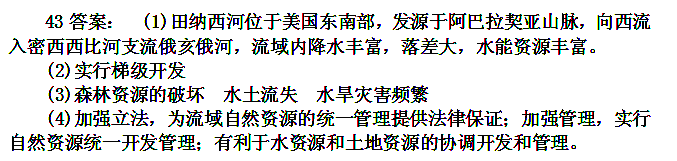 43 答案： (1)田纳西河位于美国东南部，发源于阿巴拉契亚山脉，向西流
入密西西比河支流俄亥俄河，流域内降水丰富，落差大，水能资源丰富。
(2)实行梯级开发
(3)森林资源的破坏 水土流失 水旱灾害频繁
(4)加强立法，为流域自然资源的统一管理提供法律保证；加强管理，实行
自然资源统一开发管理；有利于水资源和土地资源的协调开发和管理。